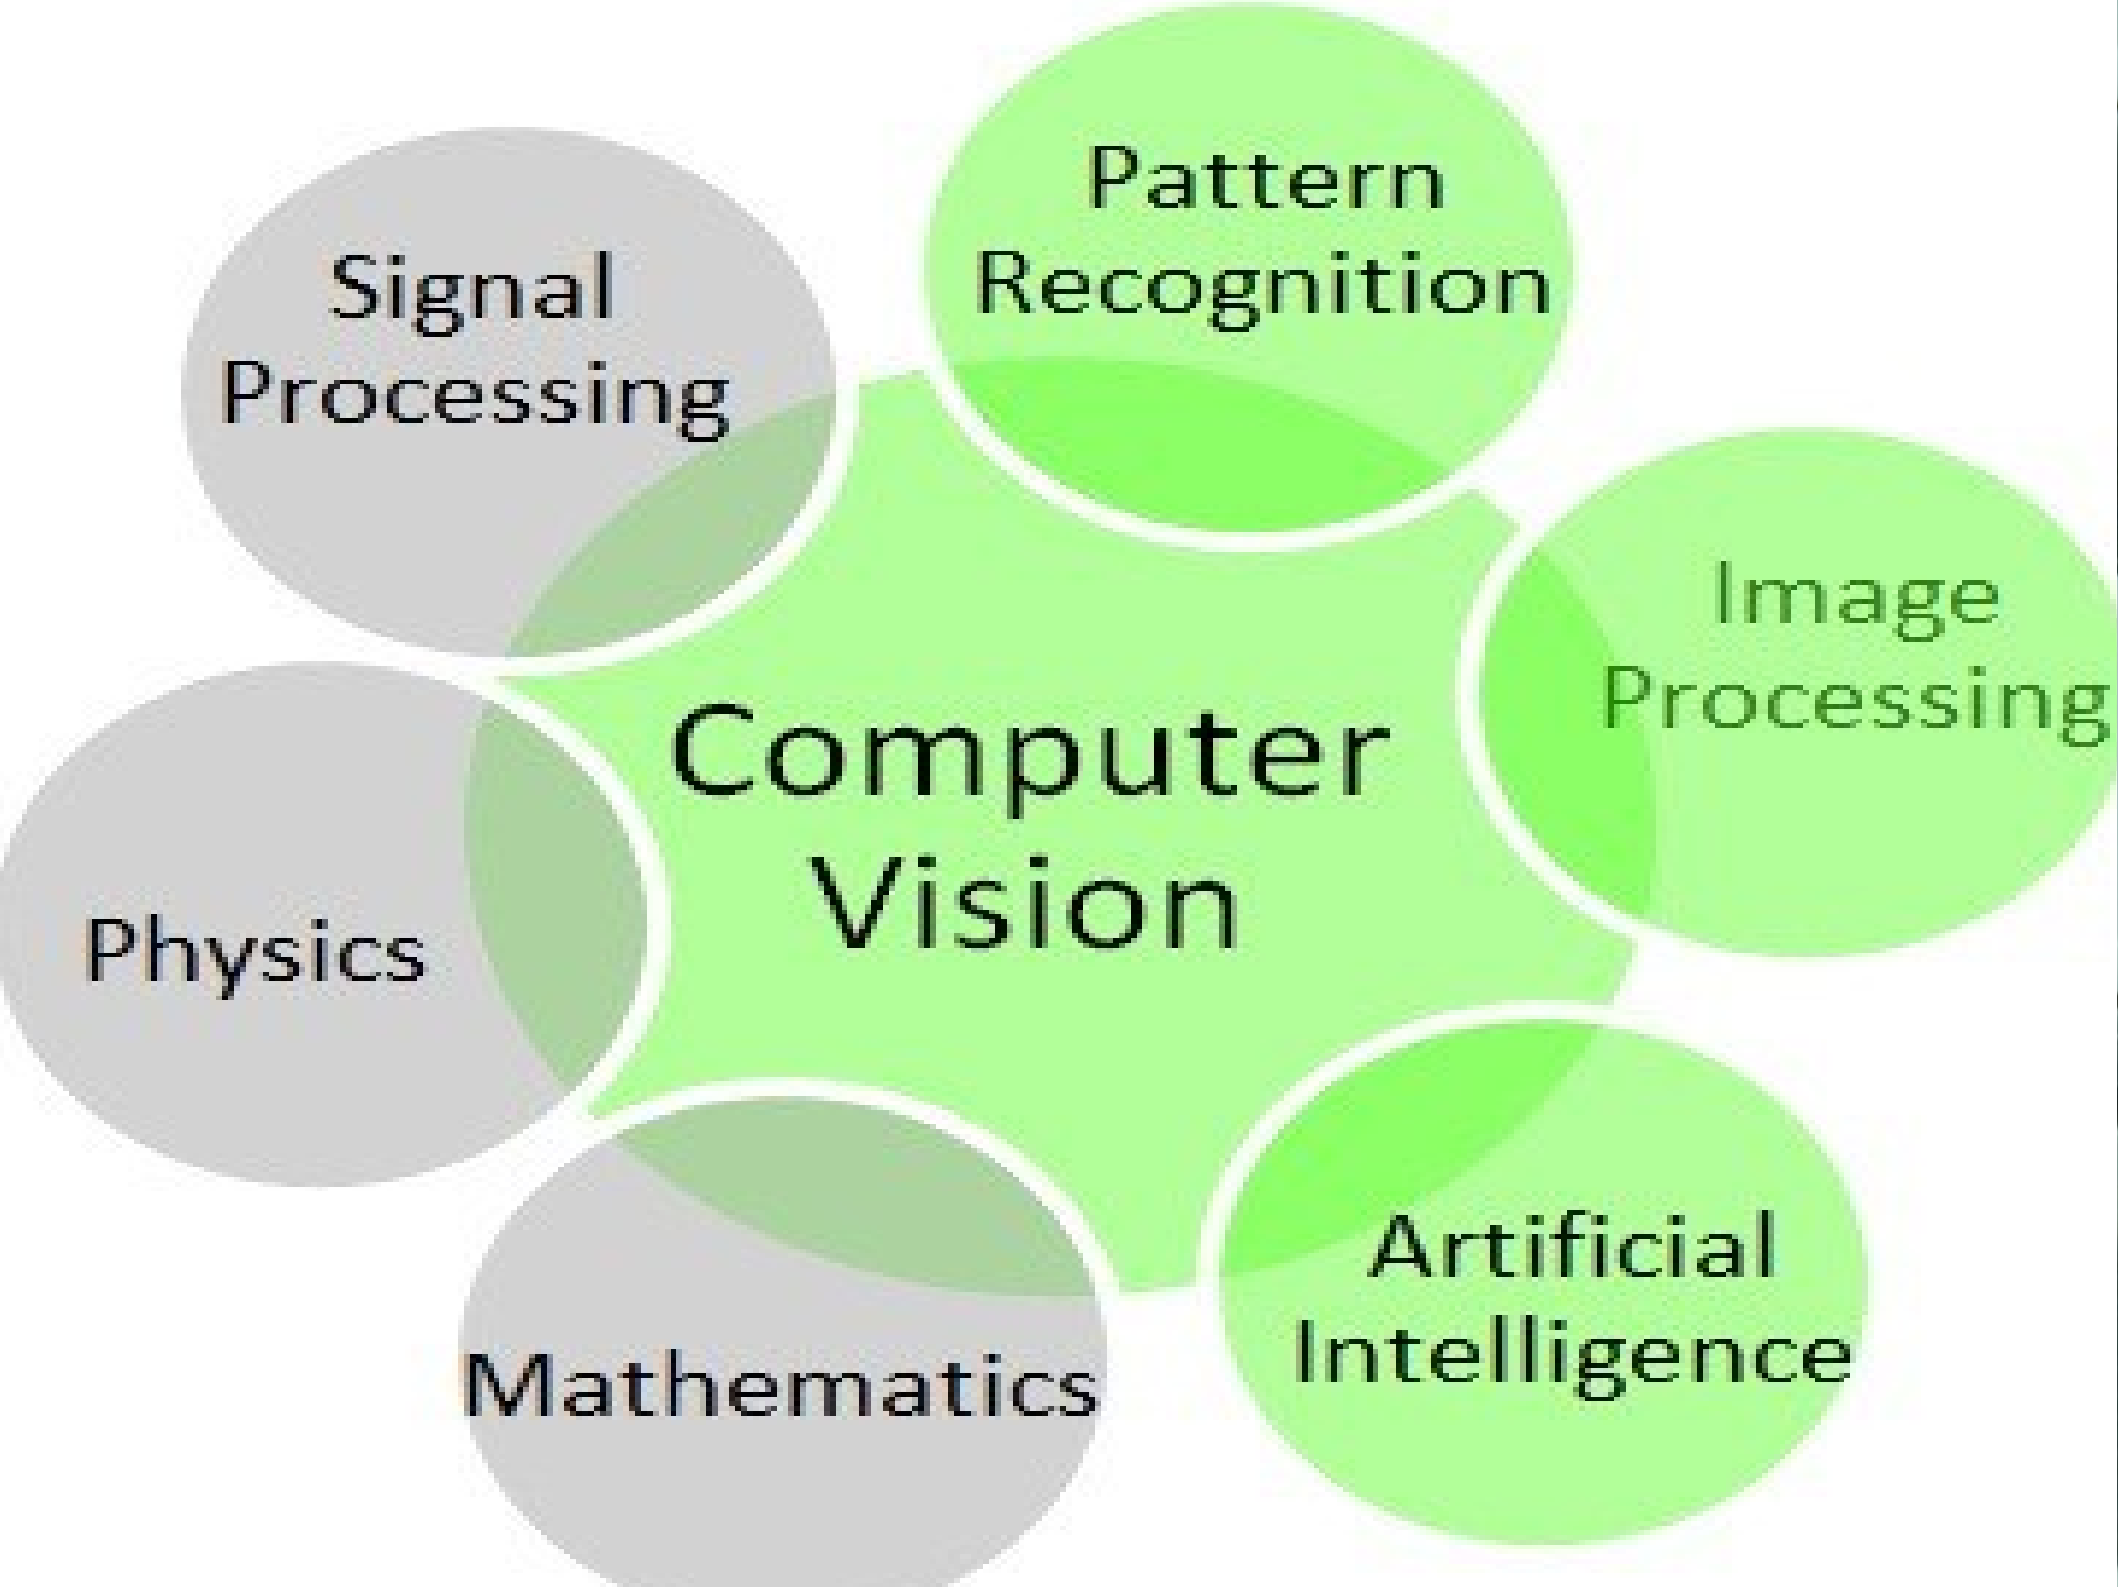 Pattern
Recognition
Signal
Processing
Image
Processing
Computer
Vision
Physics
Artificial
Intelligence
Mathematics